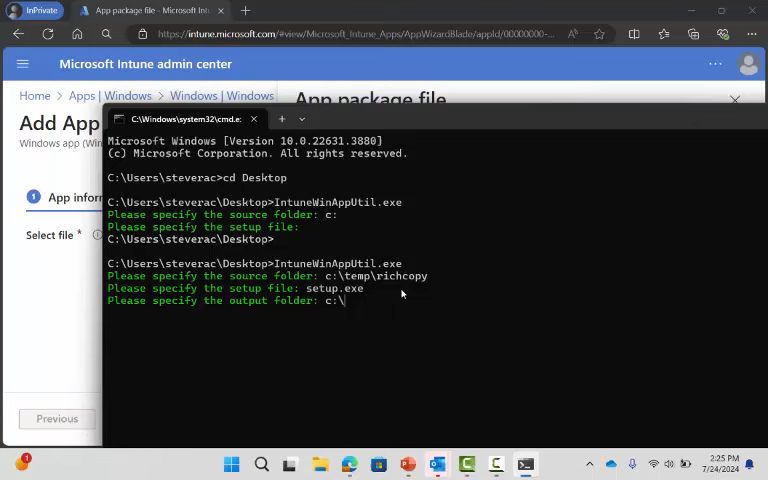 InPrivate
App package file - Microsoft Intun
https://intune.microsoft.com/#view/Microsoft_Intune_Apps/AppWizardBlade/appId/00000000-...
Microsoft Intune admin center
Home > Apps | Windows > Windows | Windows
App package file
Add App
Windows app (Win
1 App inforr
Select file *
Previous
C:\Windows\system32\cmd.e:
Microsoft Windows [Version 10.0.22631.3880]
(c) Microsoft Corporation. All rights reserved.
C:\Users\steverac>cd Desktop
C:\Users\steverac\Desktop>IntuneWinAppUtil.exe
Please specify the source folder: c:
Please specify the setup file:
C:\Users\steverac\Desktop>
C:\Users\steverac\Desktop>IntuneWinAppUtil.exe
Please specify the source folder: c:\temp\richcopy
Please specify the setup file: setup.exe
Please specify the output folder: c:\
1
2:25 PM
7/24/2024